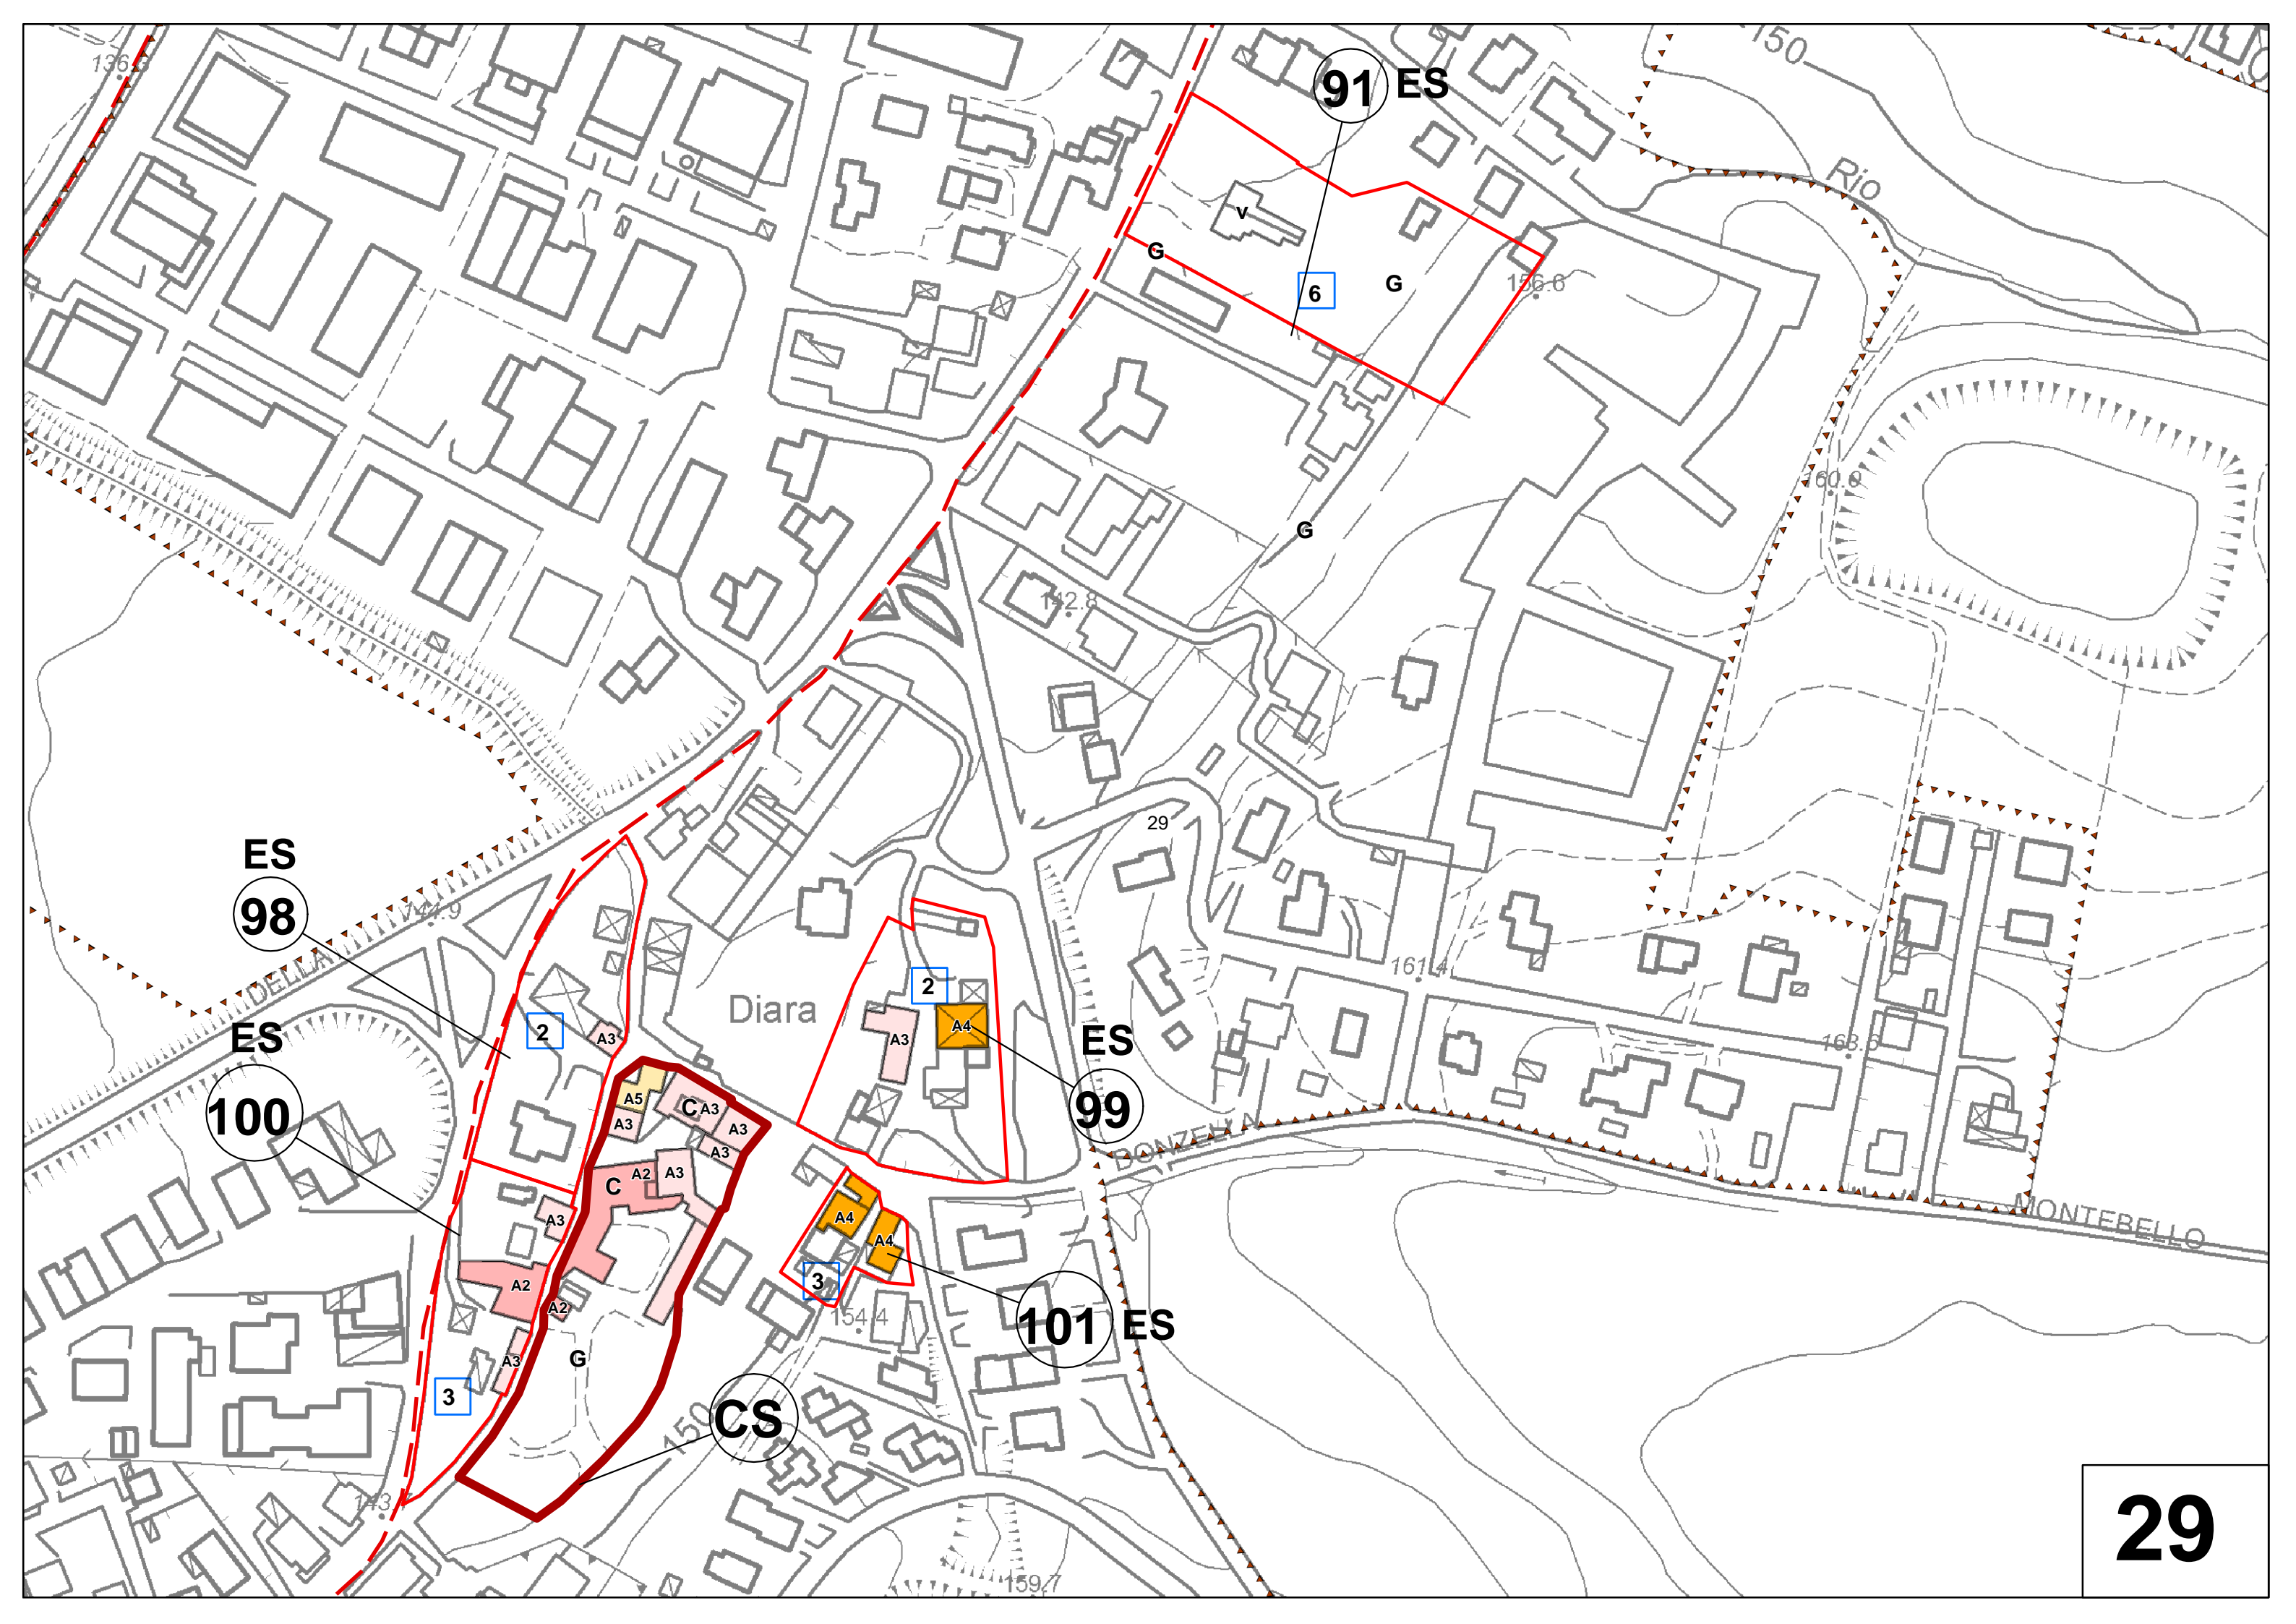 150
136.3
91 ES
Rio
V
G
6
G
156.6
160.0
G
142.8
29
ES
98
144.9
DELLA
161.4
2
Diara
2
A4
A3
A3
ES
99
ES
100
163.6
A5
C A3
A3
A3
A3
DONZELLA
A2
A3
C
A3
A4
A4
MONTEBELLO
A2
A2
3
154.4
101 ES
A3
G
3
CS
150
143.7
29
159.7